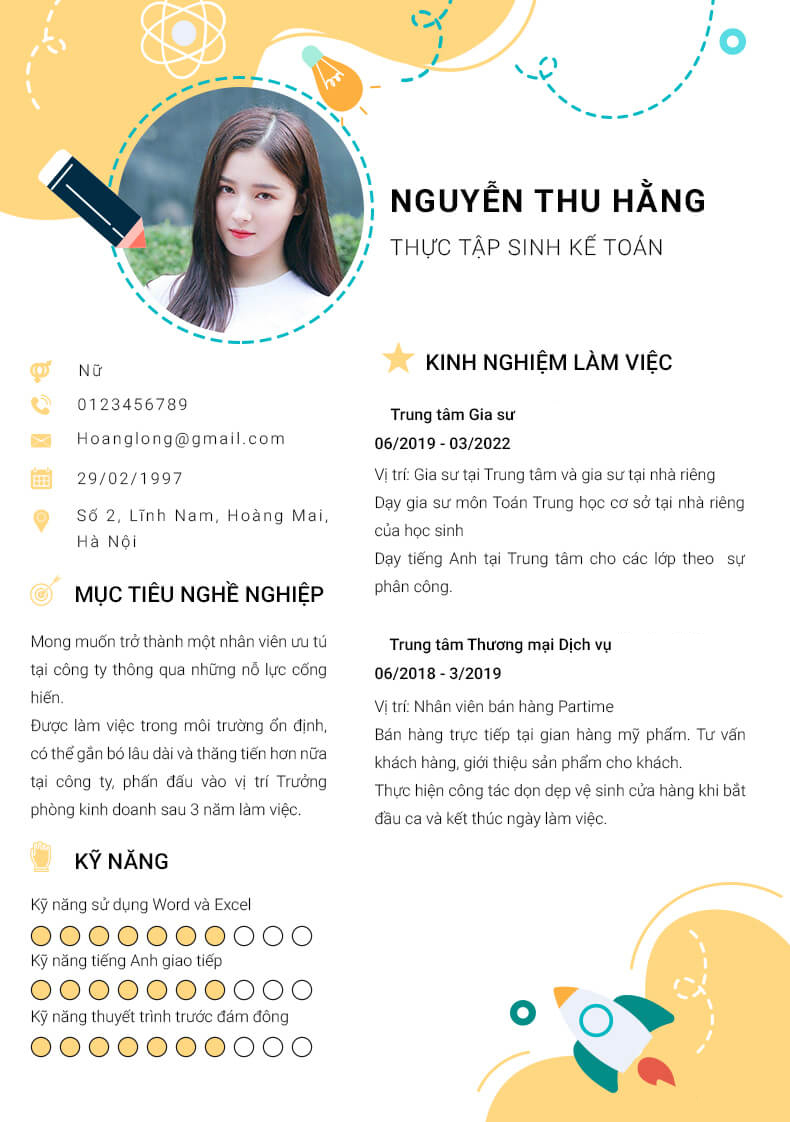 NGUYỄN THU HẰNG
THỰC TẬP SINH KẾ TOÁN
Nữ
0123456789
Hoanglong@gmail.com
29/02/1997
Số 2, Lĩnh Nam, Hoàng Mai,
Hà Nội
MỤC TIÊU NGHỀ NGHIỆP
Mong muốn trở thành một nhân viên ưu tú
tại công ty thông qua những nỗ lực cống
hiến.
Được làm việc trong môi trường ổn định,
có thể gắn bó lâu dài và thăng tiến hơn nữa
tại công ty, phấn đấu vào vị trí Trưởng
phòng kinh doanh sau 3 năm làm việc.
KỸ NĂNG
Kỹ năng sử dụng Word và Excel
Kỹ năng tiếng Anh giao tiếp
Kỹ năng thuyết trình trước đám đông
KINH NGHIỆM LÀM VIỆC
Trung tâm Gia sư
06/2019 - 03/2022
Vị trí: Gia sư tại Trung tâm và gia sư tại nhà riêng
Dạy gia sư môn Toán Trung học cơ sở tại nhà riêng
của học sinh
Dạy tiếng Anh tại Trung tâm cho các lớp theo sự
phân công.
Trung tâm Thương mại Dịch vụ
06/2018 - 3/2019
Vị trí: Nhân viên bán hàng Partime
Bán hàng trực tiếp tại gian hàng mỹ phẩm. Tư vấn
khách hàng, giới thiệu sản phẩm cho khách.
Thực hiện công tác dọn dẹp vệ sinh cửa hàng khi bắt
đầu ca và kết thúc ngày làm việc.